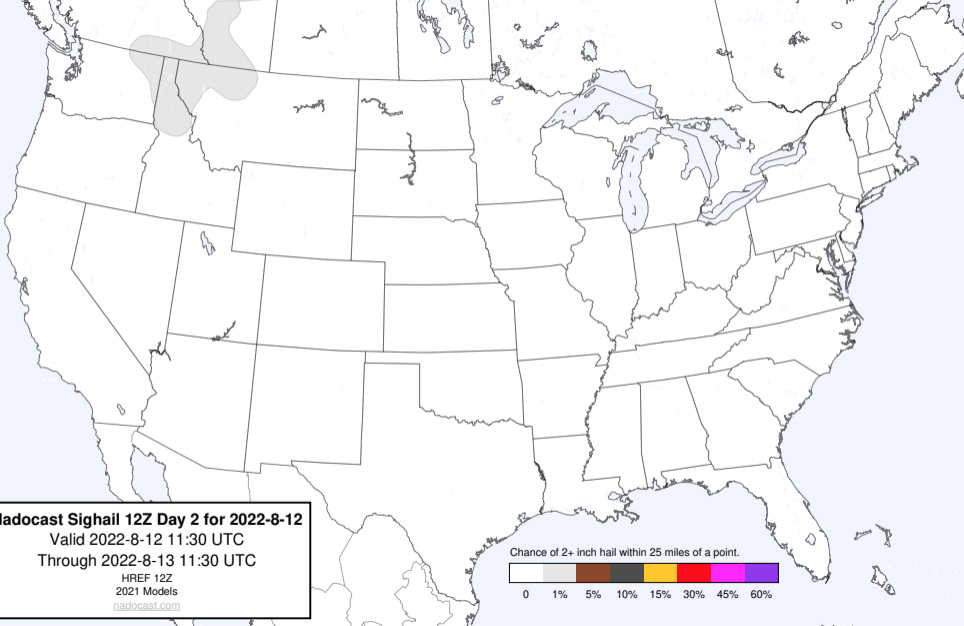 adocast Sighail 12Z Day 2 for 2022-8-12
Valid 2022-8-12 11:30 UTC
Through 2022-8-13 11:30 UTC
HREF 12Z
2021 Models
nadocast.com
Chance of 2+ inch hail within 25 miles of a point.
0 1% 5% 10% 15% 30% 45% 60%